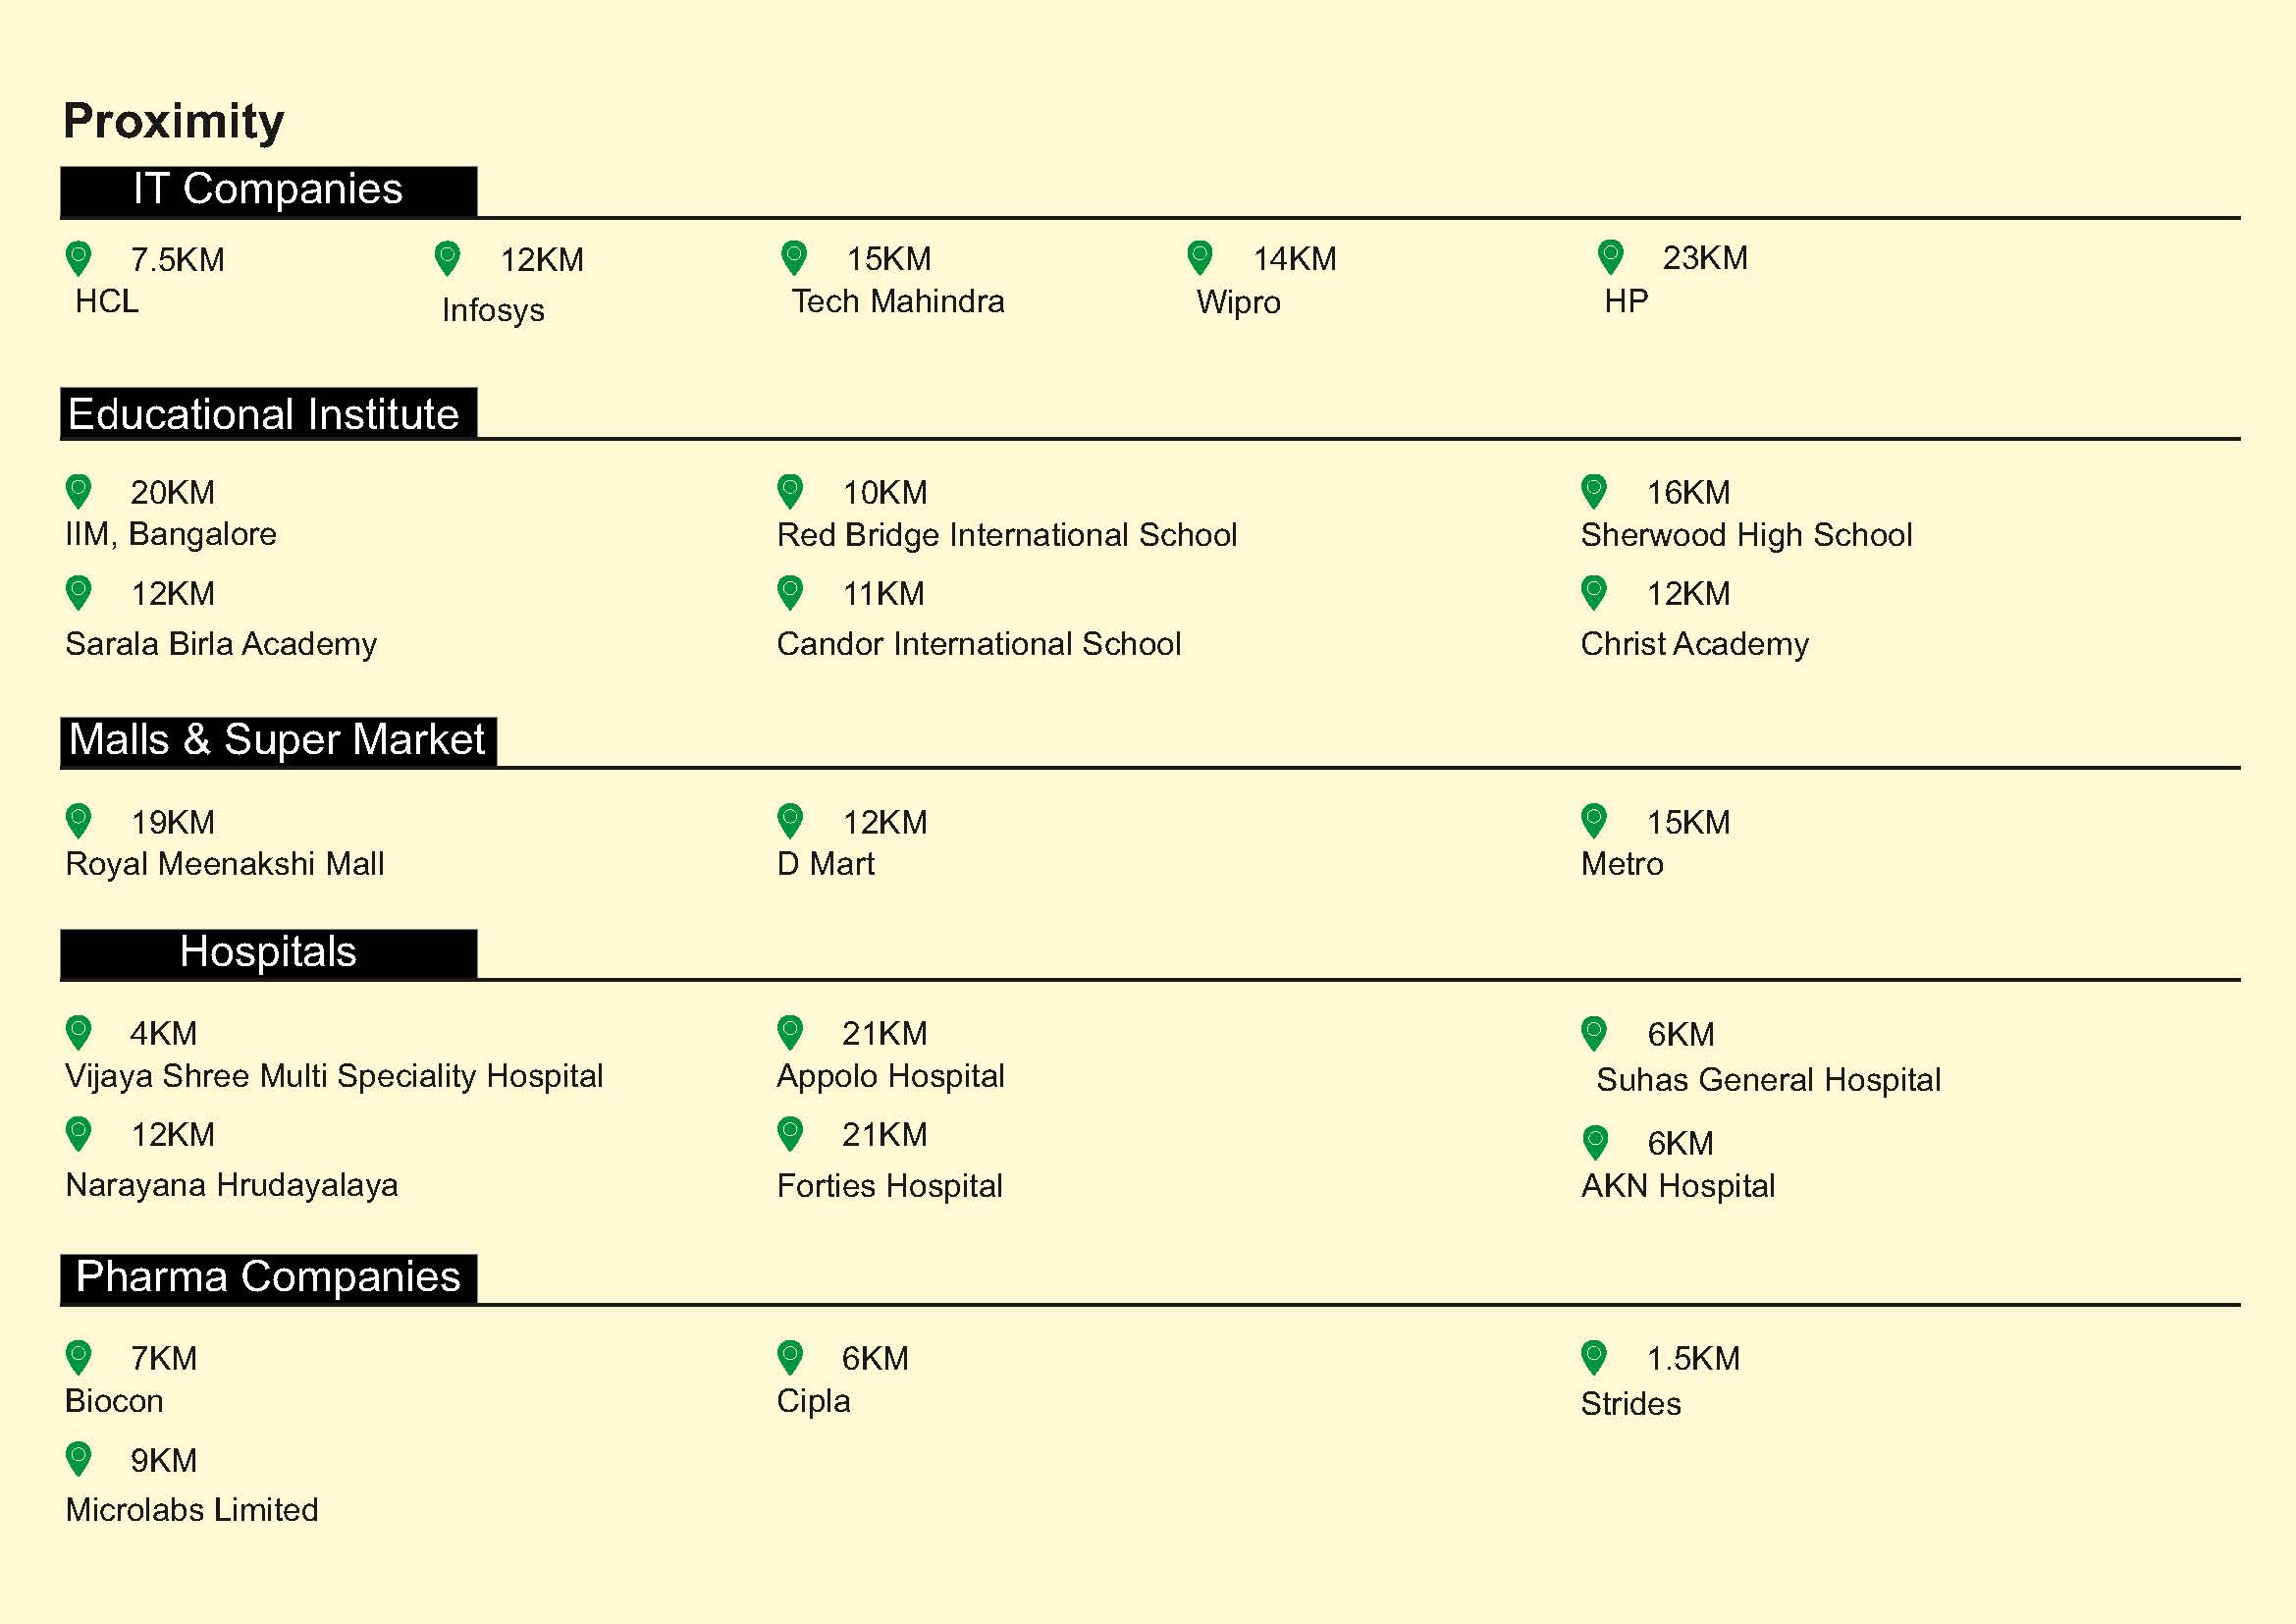 Proximity
IT Companies
7.5KM 12KM 15KM 14KM 23KM
HCL Infosys Tech Mahindra Wipro HP
Educational Institute
20KM 10KM 16KM
IIM, Bangalore Red Bridge International School Sherwood High School
12KM 11KM 12KM
Sarala Birla Academy Candor International School Christ Academy
Malls & Super Market
19KM 12KM 15KM
Royal Meenakshi Mall D Mart Metro
Hospitals
4KM 21KM 6KM
Vijaya Shree Multi Speciality Hospital Appolo Hospital Suhas General Hospital
12KM 21KM 6KM
Narayana Hrudayalaya Forties Hospital AKN Hospital
Pharma Companies
7KM 6KM 1.5KM
Biocon Cipla Strides
9KM
Microlabs Limited